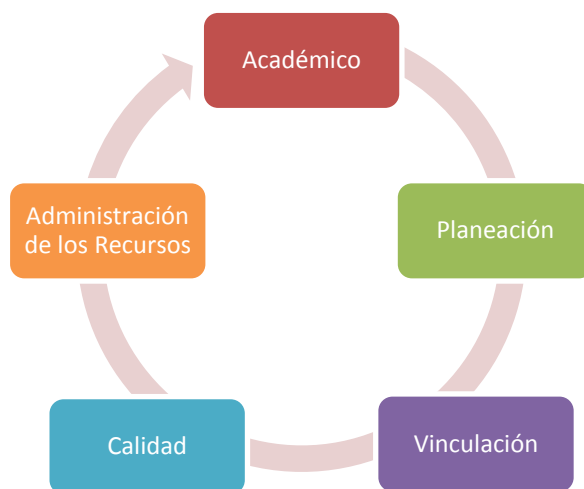 Académico
Planeación
Vinculación
Calidad
Administración
de los Recursos